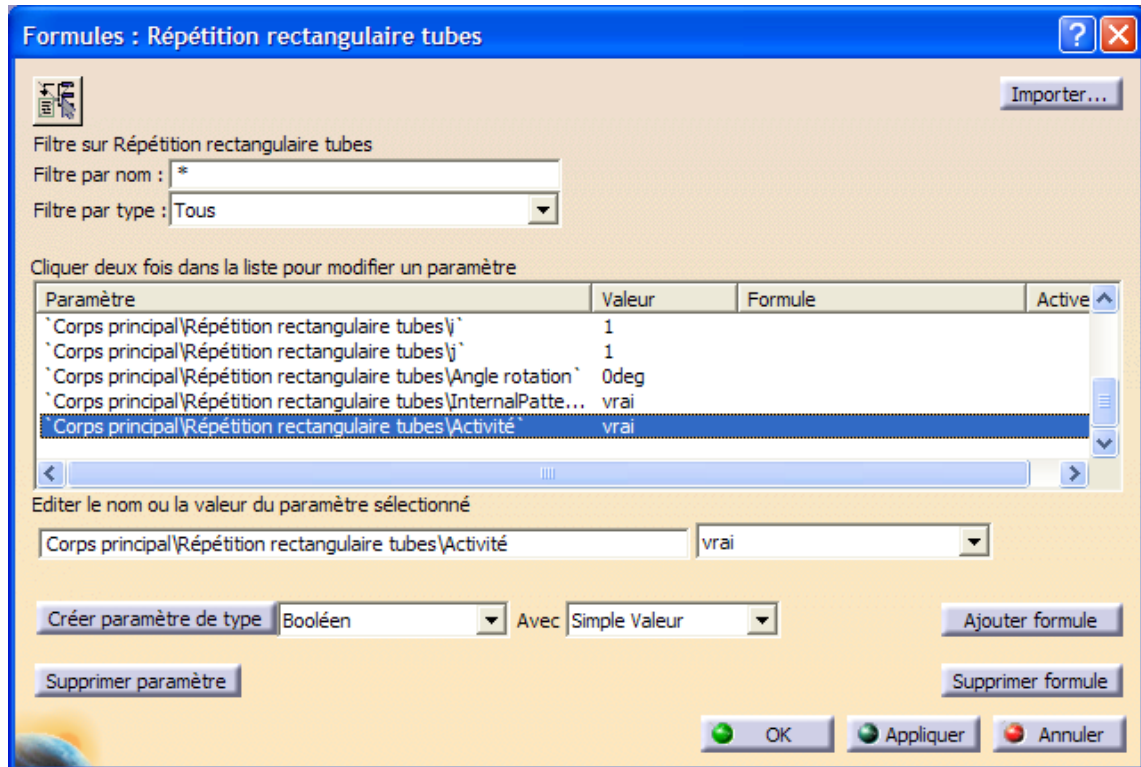 Formules : Répétition rectangulaire tubes
Importer...
Filtre sur Répétition rectangulaire tubes
Filtre par nom : *
Filtre par type : Tous
Cliquer deux fois dans la liste pour modifier un paramètre
Paramètre Valeur Formule Active
`Corps principal\Répétition rectangulaire tubes\i` 1
`Corps principal\Répétition rectangulaire tubes\j` 1
`Corps principal\Répétition rectangulaire tubes\Angle rotation` 0deg
`Corps principal\Répétition rectangulaire tubes\InternalPatte... vrai
`Corps principal\Répétition rectangulaire tubes\Activité` vrai
Editer le nom ou la valeur du paramètre sélectionné
Corps principal\Répétition rectangulaire tubes\Activité vrai
Créer paramètre de type Booléen Avec Simple Valeur Ajouter formule
Supprimer paramètre Supprimer formule
OK Appliquer Annuler